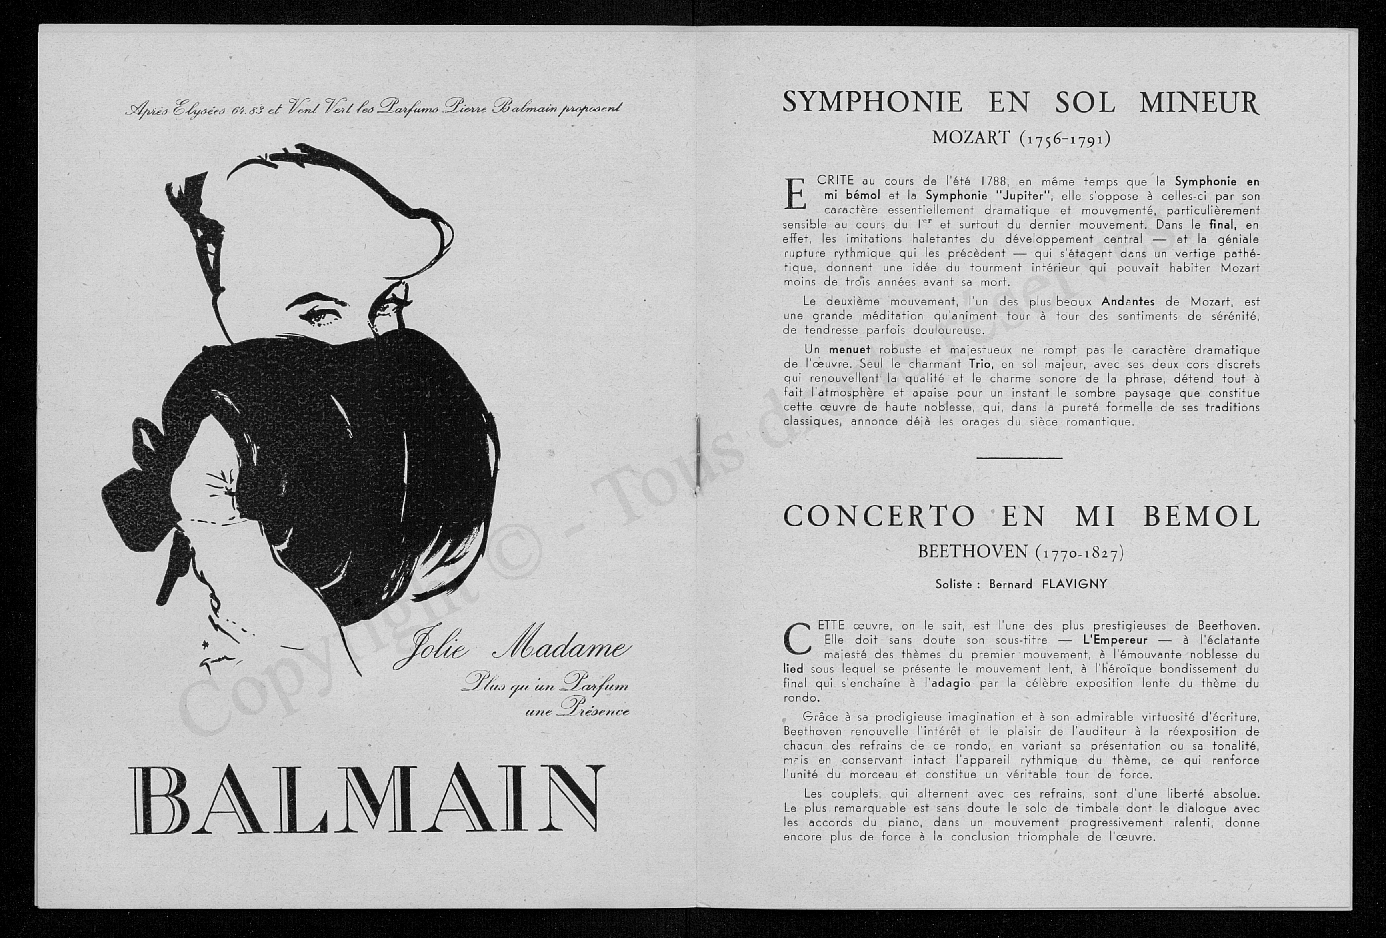 Après Elysées 64.83 et Vent Vert les Parfums Pierre Balmain proposent
Jolie Madame
Plus qu'un Parfum
une Présence
BALMAIN
SYMPHONIE EN SOL MINEUR
MOZART (1756-1791)
ECRITE au cours de l'été 1788, en même temps que la Symphonie en
mi bémol et la Symphonie "Jupiter", elle s'oppose à celles-ci par son
caractère essentiellement dramatique et mouvementé, particulièrement
sensible au cours du 1er et surtout du dernier mouvement. Dans le final, en
effet, les imitations haletantes du développement central — et la géniale
rupture rythmique qui les précèdent — qui s'étagent dans un vertige pathé-
tique, donnent une idée du tourment intérieur qui pouvait habiter Mozart
moins de trois années avant sa mort.
Le deuxième mouvement, l'un des plus beaux Andantes de Mozart, est
une grande méditation qu'animent tour à tour des sentiments de sérénité,
de tendresse parfois douloureuse.
Un menuet robuste et majestueux ne rompt pas le caractère dramatique
de l'œuvre. Seul le charmant Trio, en sol majeur, avec ses deux cors discrets
qui renouvellent la qualité et le charme sonore de la phrase, détend tout à
fait l'atmosphère et apaise pour un instant le sombre paysage que constitue
cette œuvre de haute noblesse, qui, dans la pureté formelle de ses traditions
classiques, annonce déjà les orages du sièce romantique.
CONCERTO EN MI BEMOL
BEETHOVEN (1770-1827)
Soliste : Bernard FLAVIGNY
CETTE œuvre, on le sait, est l'une des plus prestigieuses de Beethoven.
Elle doit sans doute son sous-titre — L'Empereur — à l'éclatante
majesté des thèmes du premier mouvement, à l'émouvante noblesse du
lied sous lequel se présente le mouvement lent, à l'héroïque bondissement du
final qui s'enchaîne à l'adagio par la célèbre exposition lente du thème du
rondo.
Grâce à sa prodigieuse imagination et à son admirable virtuosité d'écriture,
Beethoven renouvelle l'intérêt et le plaisir de l'auditeur à la réexposition de
chacun des refrains de ce rondo, en variant sa présentation ou sa tonalité,
mais en conservant intact l'appareil rythmique du thème, ce qui renforce
l'unité du morceau et constitue un véritable tour de force.
Les couplets, qui alternent avec ces refrains, sont d'une liberté absolue.
Le plus remarquable est sans doute le solo de timbale dont le dialogue avec
les accords du piano, dans un mouvement progressivement ralenti, donne
encore plus de force à la conclusion triomphale de l'œuvre.
Copyright © - Tous droits réservés